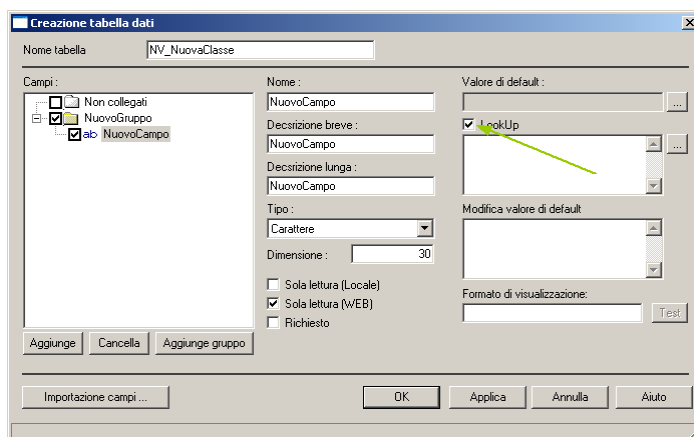 Creazione tabella dati
Nome tabella NV_NuovaClasse
Campi :
Non collegati
NuovoGruppo
ab NuovoCampo
Aggiunge Cancella Aggiunge gruppo
Nome :
NuovoCampo
Decsrizione breve :
NuovoCampo
Decsrizione lunga :
NuovoCampo
Tipo :
Carattere
Dimensione : 30
Sola lettura (Locale)
Sola lettura (WEB)
Richiesto
Valore di default :
...
LookUp
...
Modifica valore di default
Formato di visualizzazione:
Test
Importazione campi ... OK Applica Annulla Aiuto